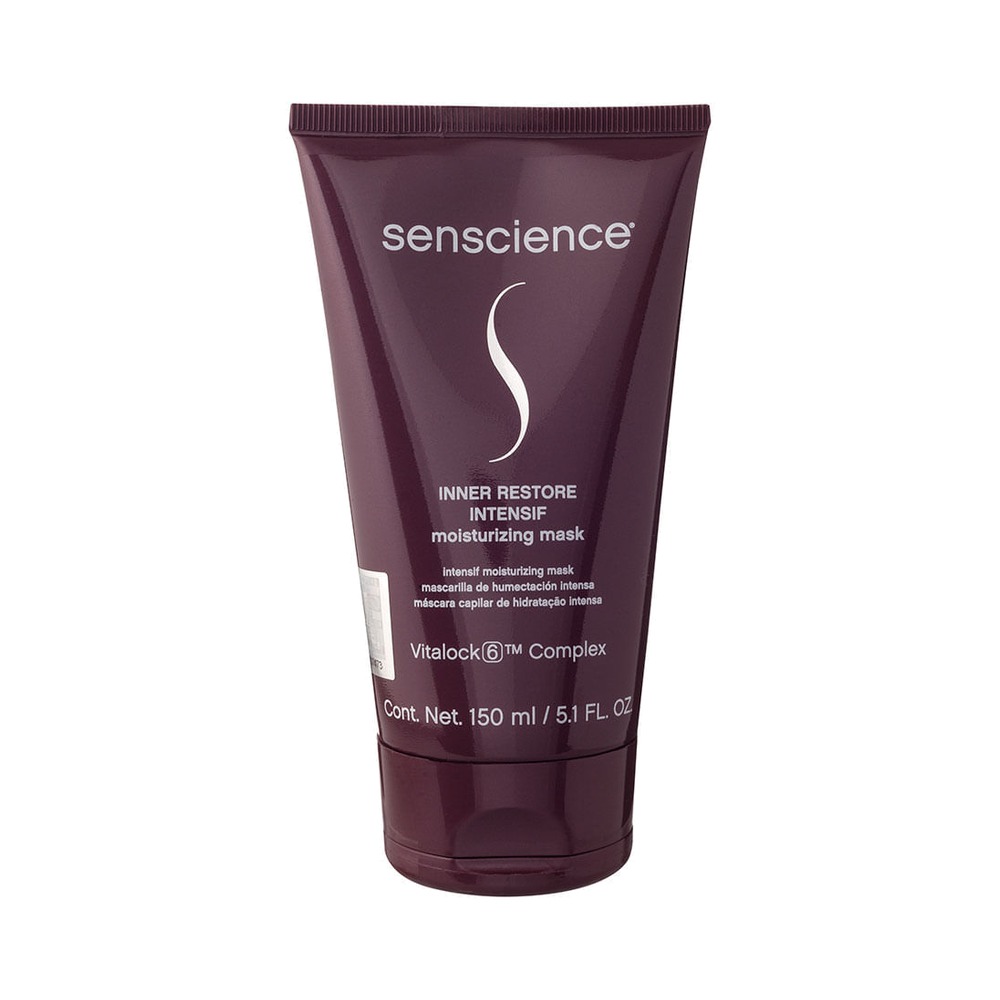 senscience®
INNER RESTORE
INTENSIF
moisturizing mask
intensif moisturizing mask
mascarilla de humectación intensa
máscara capilar de hidratação intensa
Vitalock6™ Complex
Cont. Net. 150 ml / 5.1 FL. OZ.